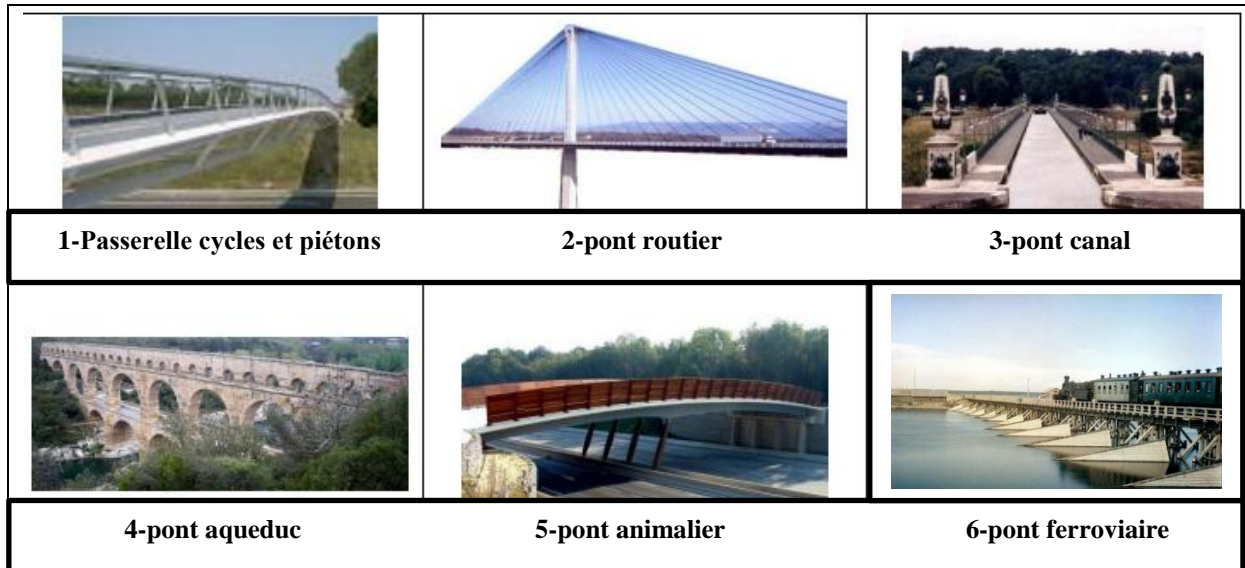 1-Passerelle cycles et piétons
2-pont routier
3-pont canal
4-pont aqueduc
5-pont animalier
6-pont ferroviaire